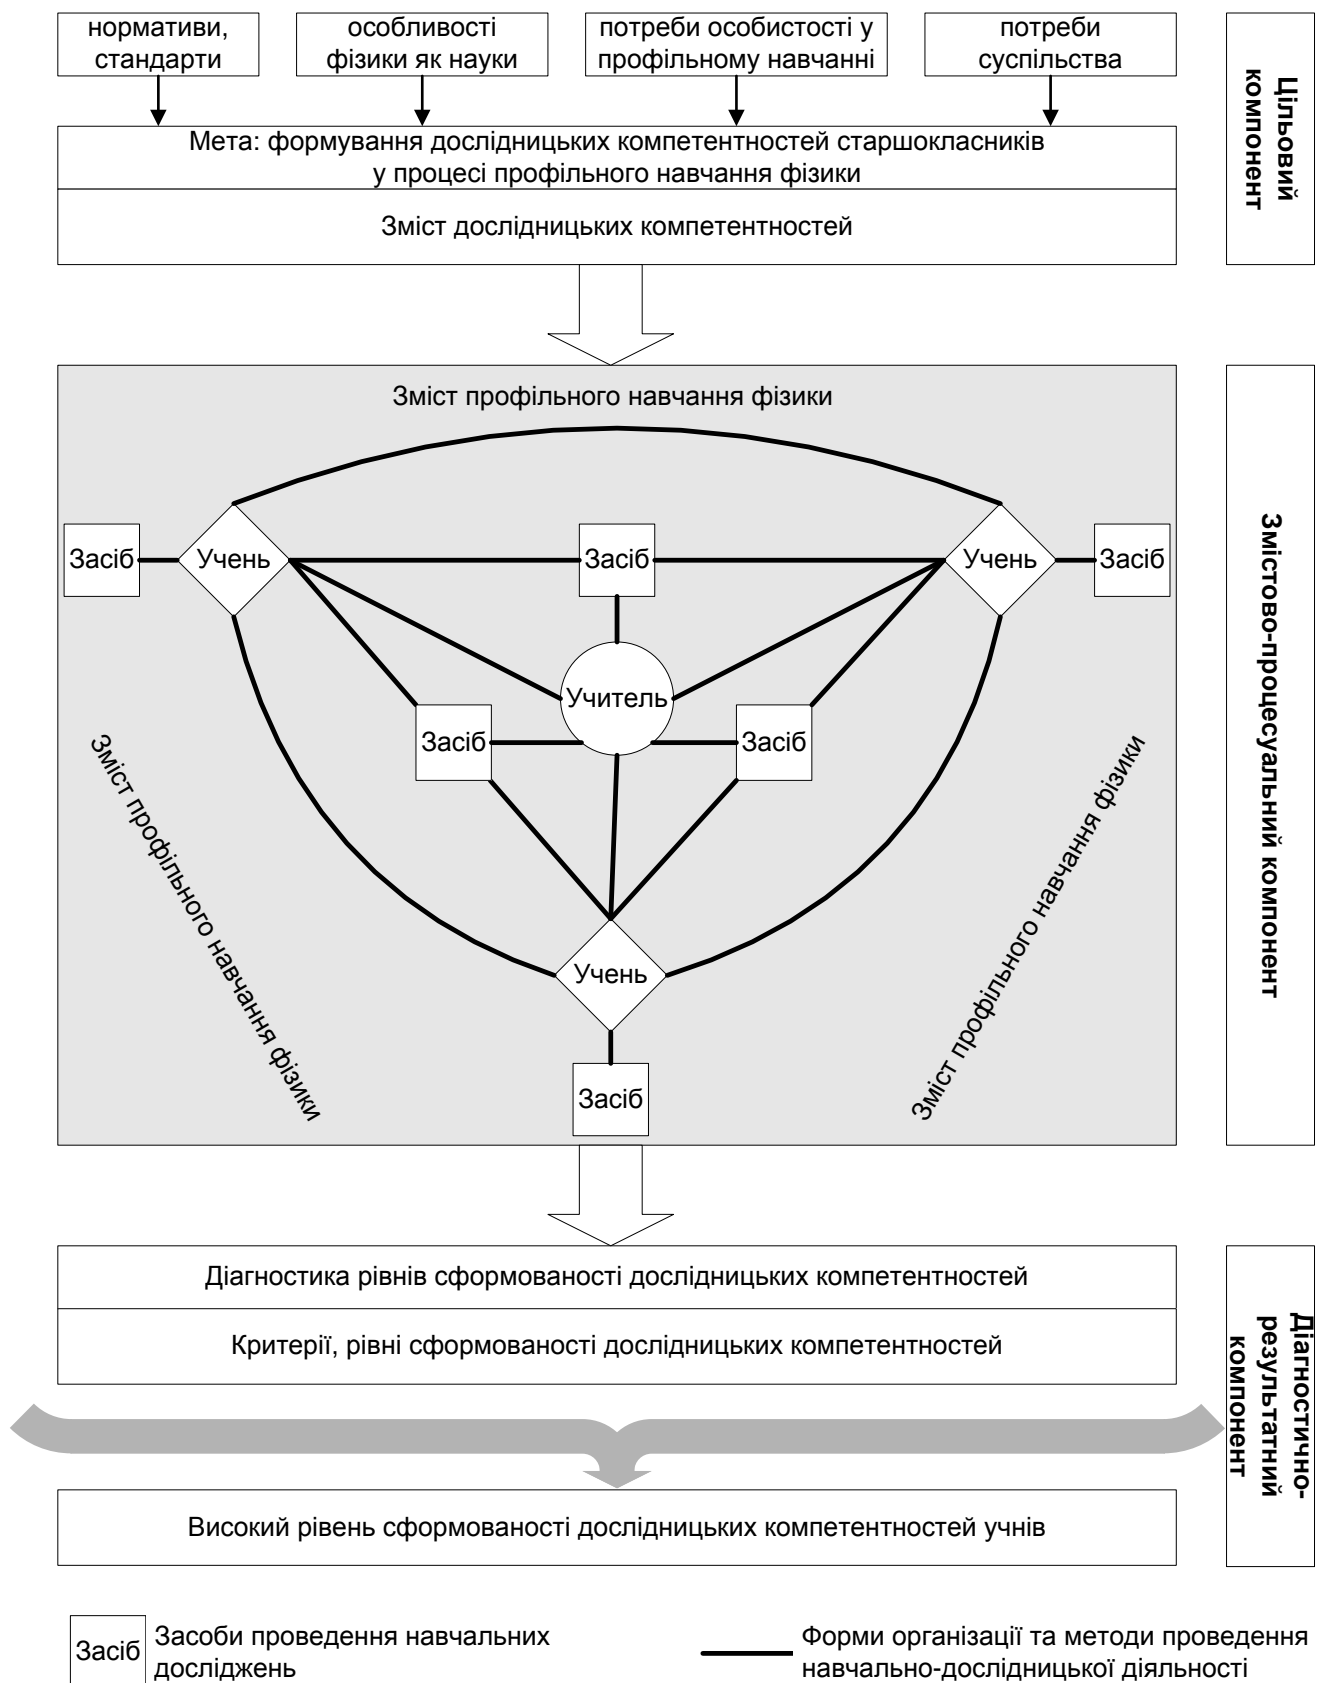 нормативи,
стандарти
особливості
фізики як науки
потреби особистості у
профільному навчанні
потреби
суспільства
Цільовий
компонент
Мета: формування дослідницьких компетентностей старшокласників
у процесі профільного навчання фізики
Зміст дослідницьких компетентностей
Зміст профільного навчання фізики
Засіб
Учень
Засіб
Учень
Засіб
Учитель
Засіб
Засіб
Зміст профільного навчання фізики
Зміст профільного навчання фізики
Учень
Засіб
Змістово-процесуальний компонент
Діагностика рівнів сформованості дослідницьких компетентностей
Критерії, рівні сформованості дослідницьких компетентностей
Діагностично-
результатний
компонент
Високий рівень сформованості дослідницьких компетентностей учнів
Засіб
Засоби проведення навчальних
досліджень
Форми організації та методи проведення
навчально-дослідницької діяльності